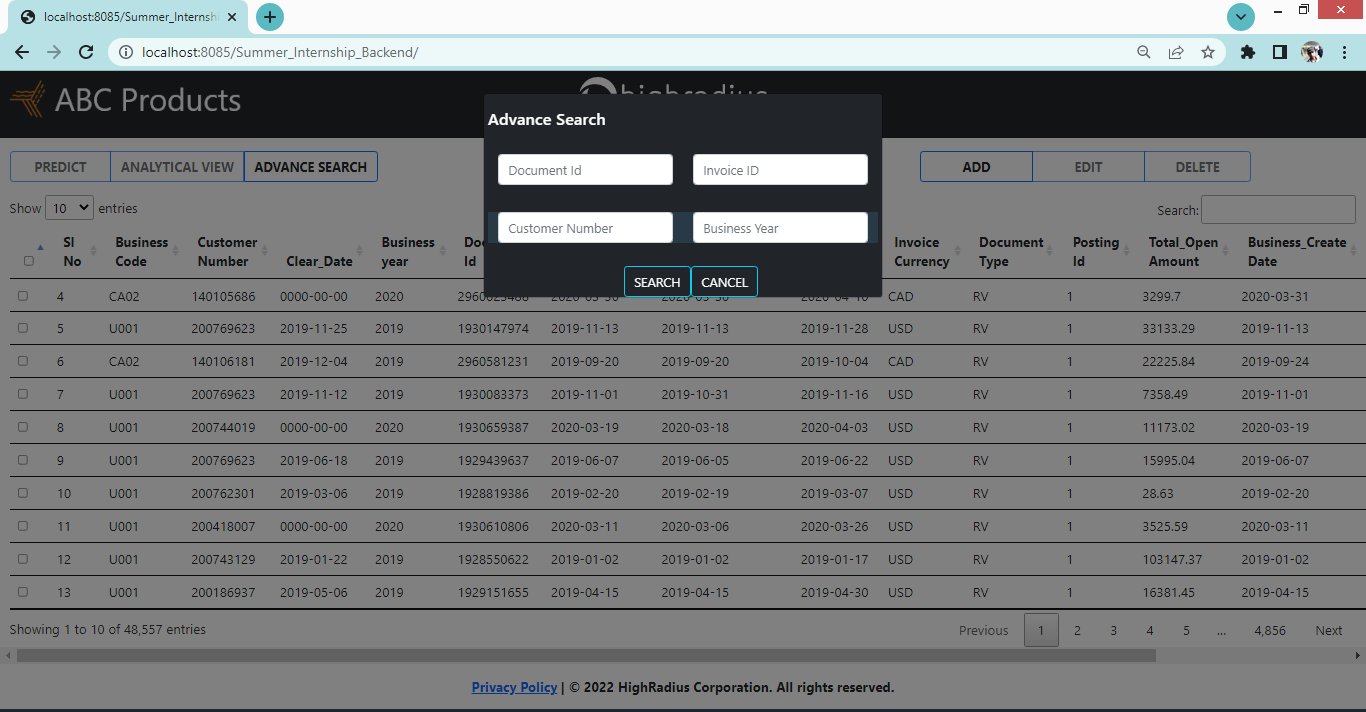 localhost:8085/Summer_Internsh
localhost:8085/Summer_Internship_Backend/
ABC Products
highradius
Advance Search
Document Id Invoice ID
Customer Number Business Year
SEARCH CANCEL
PREDICT ANALYTICAL VIEW ADVANCE SEARCH ADD EDIT DELETE
Show 10 entries Search:
Sl No Business Code Customer Number Clear_Date Business year Id Invoice Currency Document Type Posting Id Total_Open Amount Business_Create Date
4 CA02 140105686 0000-00-00 2020 CAD RV 1 3299.7 2020-03-31
5 U001 200769623 2019-11-25 2019 1930147974 2019-11-13 2019-11-13 2019-11-28 USD RV 1 33133.29 2019-11-13
6 CA02 140106181 2019-12-04 2019 2960581231 2019-09-20 2019-09-20 2019-10-04 CAD RV 1 22225.84 2019-09-24
7 U001 200769623 2019-11-12 2019 1930083373 2019-11-01 2019-10-31 2019-11-16 USD RV 1 7358.49 2019-11-01
8 U001 200744019 0000-00-00 2020 1930659387 2020-03-19 2020-03-18 2020-04-03 USD RV 1 11173.02 2020-03-19
9 U001 200769623 2019-06-18 2019 1929439637 2019-06-07 2019-06-05 2019-06-22 USD RV 1 15995.04 2019-06-07
10 U001 200762301 2019-03-06 2019 1928819386 2019-02-20 2019-02-19 2019-03-07 USD RV 1 28.63 2019-02-20
11 U001 200418007 0000-00-00 2020 1930610806 2020-03-11 2020-03-06 2020-03-26 USD RV 1 3525.59 2020-03-11
12 U001 200743129 2019-01-22 2019 1928550622 2019-01-02 2019-01-02 2019-01-17 USD RV 1 103147.37 2019-01-02
13 U001 200186937 2019-05-06 2019 1929151655 2019-04-15 2019-04-15 2019-04-30 USD RV 1 16381.45 2019-04-15
Showing 1 to 10 of 48,557 entries Previous 1 2 3 4 5 ... 4,856 Next
Privacy Policy | © 2022 HighRadius Corporation. All rights reserved.